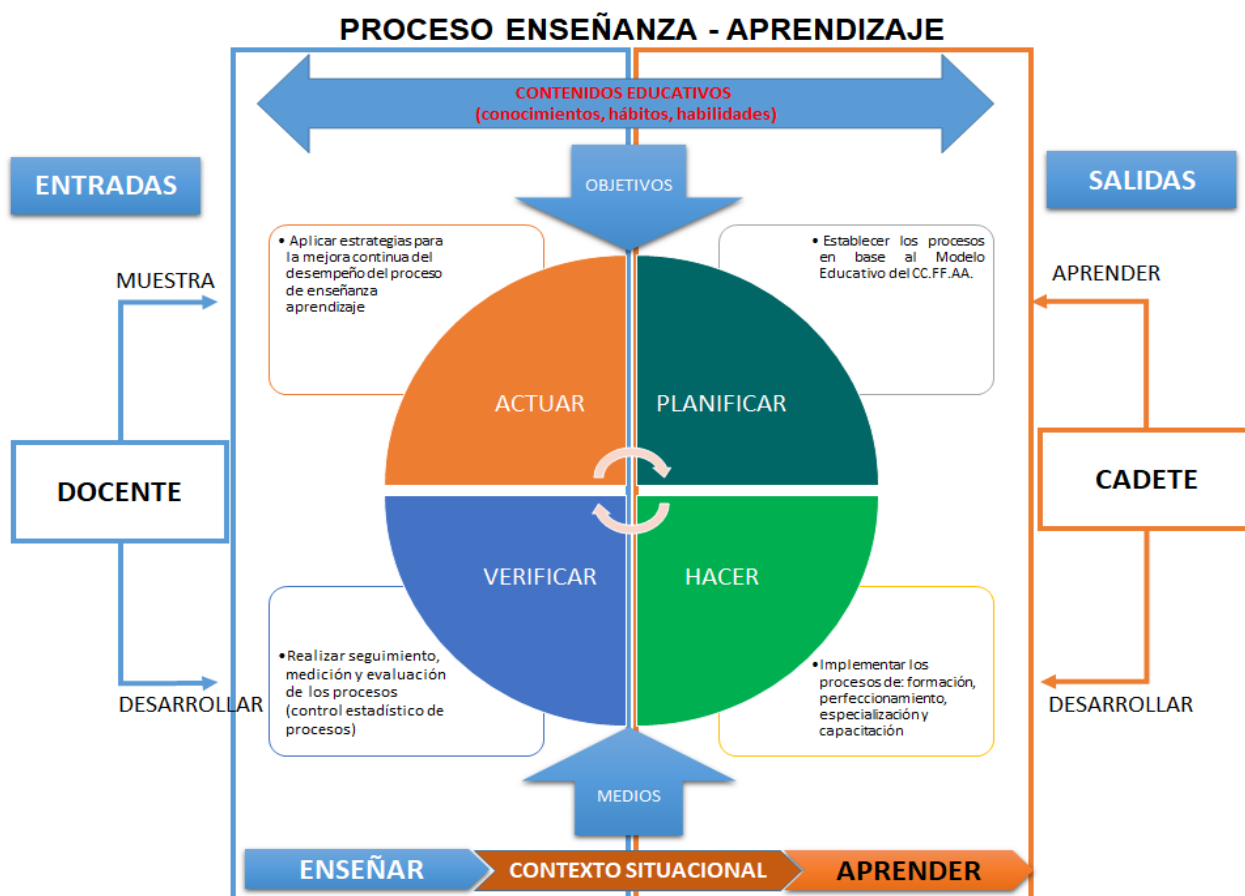 PROCESO ENSEÑANZA - APRENDIZAJE
CONTENIDOS EDUCATIVOS
(conocimientos, hábitos, habilidades)
ENTRADAS
OBJETIVOS
SALIDAS
• Aplicar estrategias para
la mejora continua del
desempeño del proceso
de enseñanza
aprendizaje
• Establecer los procesos
en base al Modelo
Educativo del CC.FF.AA.
MUESTRA
APRENDER
ACTUAR
PLANIFICAR
DOCENTE
CADETE
VERIFICAR
HACER
•Realizar seguimiento,
medición y evaluación
de los procesos
(control estadístico de
procesos)
•Implementar los
procesos de: formación,
perfeccionamiento,
especialización y
capacitación
DESARROLLAR
DESARROLLAR
MEDIOS
ENSEÑAR
CONTEXTO SITUACIONAL
APRENDER